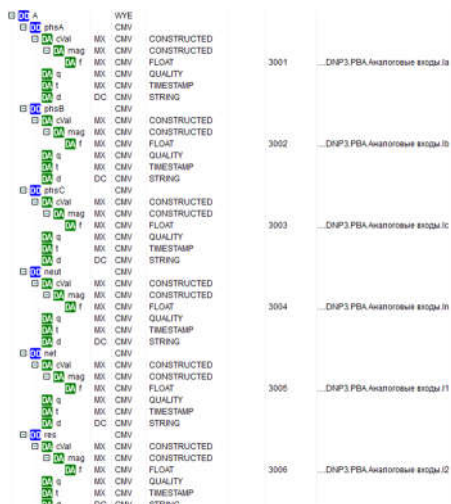 DO A WYE
DO phsA CMV
DA cVal MX CMV CONSTRUCTED
DA mag MX CMV CONSTRUCTED
DA f MX CMV FLOAT 3001 ...DNP3.PBA.Аналоговые входы.Ia
DA q MX CMV QUALITY
DA t MX CMV TIMESTAMP
DA d DC CMV STRING
DO phsB CMV
DA cVal MX CMV CONSTRUCTED
DA mag MX CMV CONSTRUCTED
DA f MX CMV FLOAT 3002 ...DNP3.PBA.Аналоговые входы.Ib
DA q MX CMV QUALITY
DA t MX CMV TIMESTAMP
DA d DC CMV STRING
DO phsC CMV
DA cVal MX CMV CONSTRUCTED
DA mag MX CMV CONSTRUCTED
DA f MX CMV FLOAT 3003 ...DNP3.PBA.Аналоговые входы.Ic
DA q MX CMV QUALITY
DA t MX CMV TIMESTAMP
DA d DC CMV STRING
DO neut CMV
DA cVal MX CMV CONSTRUCTED
DA mag MX CMV CONSTRUCTED
DA f MX CMV FLOAT 3004 ...DNP3.PBA.Аналоговые входы.In
DA q MX CMV QUALITY
DA t MX CMV TIMESTAMP
DA d DC CMV STRING
DO net CMV
DA cVal MX CMV CONSTRUCTED
DA mag MX CMV CONSTRUCTED
DA f MX CMV FLOAT 3005 ...DNP3.PBA.Аналоговые входы.I1
DA q MX CMV QUALITY
DA t MX CMV TIMESTAMP
DA d DC CMV STRING
DO res CMV
DA cVal MX CMV CONSTRUCTED
DA mag MX CMV CONSTRUCTED
DA f MX CMV FLOAT 3006 ...DNP3.PBA.Аналоговые входы.I2
DA q MX CMV QUALITY
DA t MX CMV TIMESTAMP
DA d DC CMV STRING